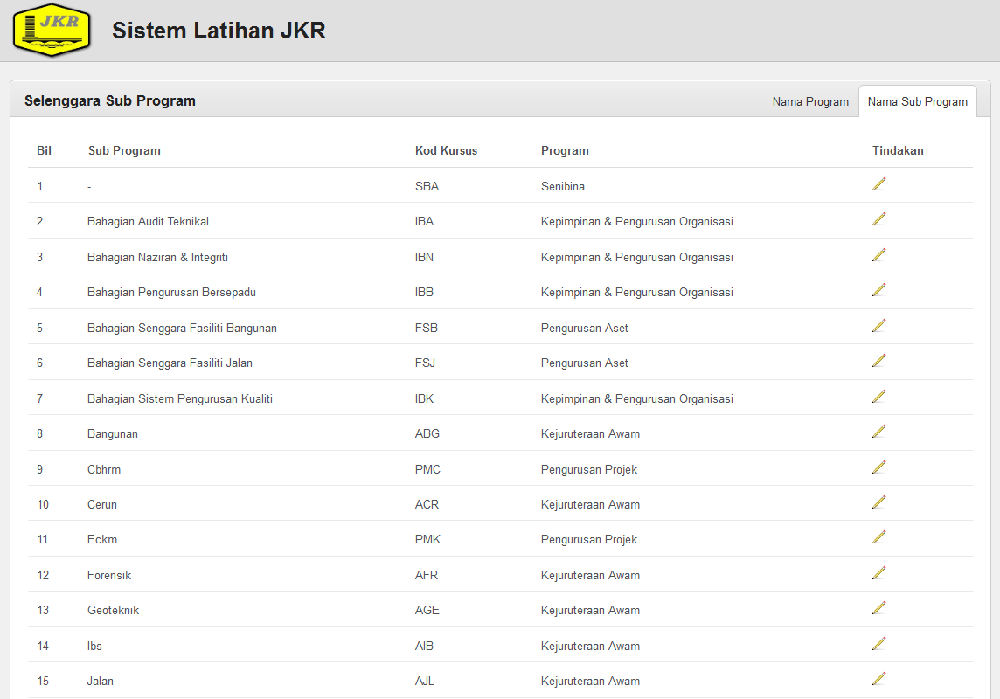 JKR
Sistem Latihan JKR
Selenggara Sub Program
Nama Program
Nama Sub Program
Bil Sub Program Kod Kursus Program Tindakan
1 - SBA Senibina
2 Bahagian Audit Teknikal IBA Kepimpinan & Pengurusan Organisasi
3 Bahagian Naziran & Integriti IBN Kepimpinan & Pengurusan Organisasi
4 Bahagian Pengurusan Bersepadu IBB Kepimpinan & Pengurusan Organisasi
5 Bahagian Senggara Fasiliti Bangunan FSB Pengurusan Aset
6 Bahagian Senggara Fasiliti Jalan FSJ Pengurusan Aset
7 Bahagian Sistem Pengurusan Kualiti IBK Kepimpinan & Pengurusan Organisasi
8 Bangunan ABG Kejuruteraan Awam
9 Cbhrm PMC Pengurusan Projek
10 Cerun ACR Kejuruteraan Awam
11 Eckm PMK Pengurusan Projek
12 Forensik AFR Kejuruteraan Awam
13 Geoteknik AGE Kejuruteraan Awam
14 Ibs AIB Kejuruteraan Awam
15 Jalan AJL Kejuruteraan Awam